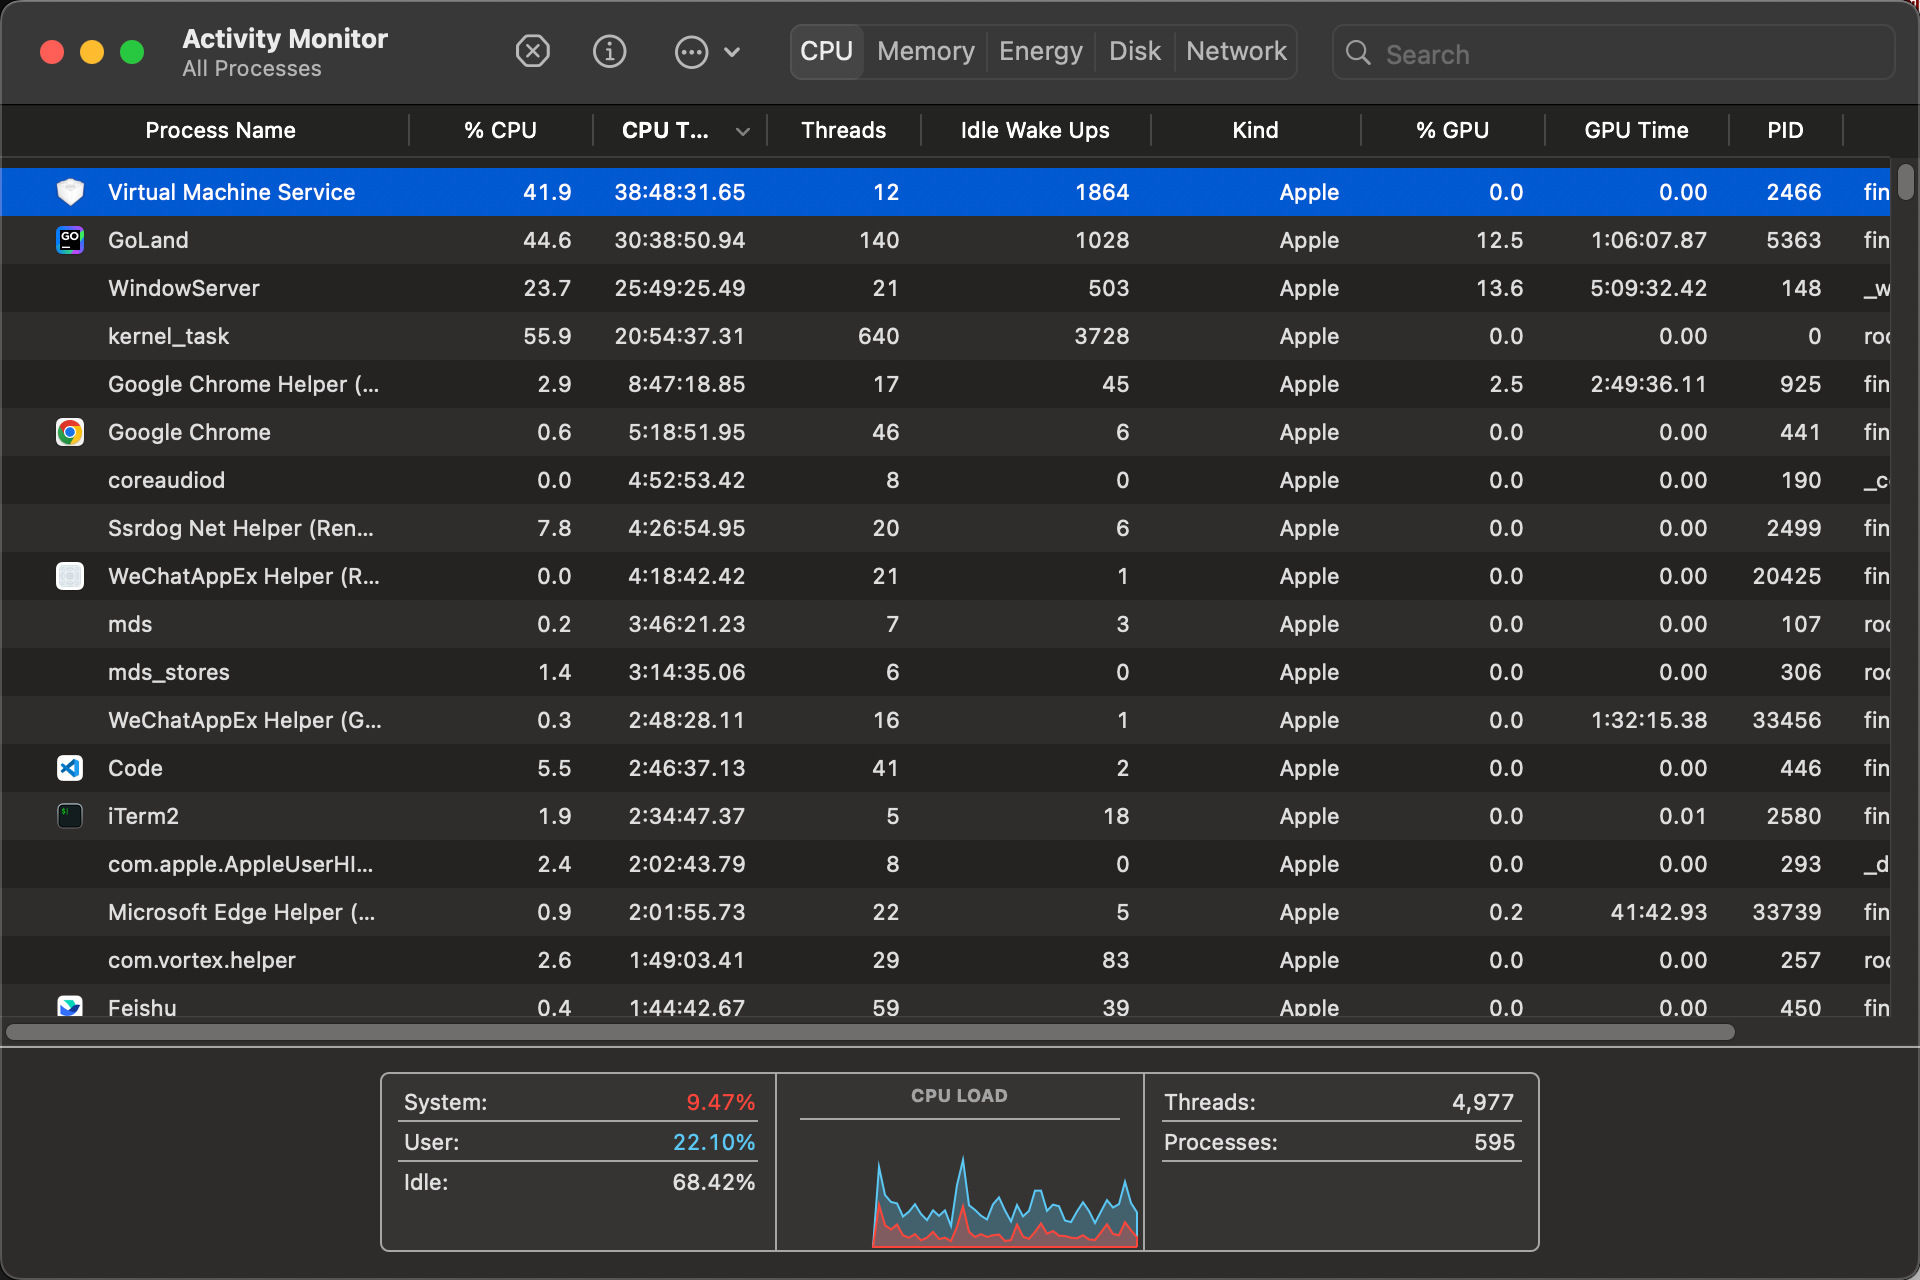 Activity Monitor
All Processes
CPU Memory Energy Disk Network Search
Process Name % CPU CPU T... Threads Idle Wake Ups Kind % GPU GPU Time PID
Virtual Machine Service 41.9 38:48:31.65 12 1864 Apple 0.0 0.00 2466 fin
GO GoLand 44.6 30:38:50.94 140 1028 Apple 12.5 1:06:07.87 5363 fin
WindowServer 23.7 25:49:25.49 21 503 Apple 13.6 5:09:32.42 148 _w
kernel_task 55.9 20:54:37.31 640 3728 Apple 0.0 0.00 0 roo
Google Chrome Helper (... 2.9 8:47:18.85 17 45 Apple 2.5 2:49:36.11 925 fin
Google Chrome 0.6 5:18:51.95 46 6 Apple 0.0 0.00 441 fin
coreaudiod 0.0 4:52:53.42 8 0 Apple 0.0 0.00 190 _c
Ssrdog Net Helper (Ren... 7.8 4:26:54.95 20 6 Apple 0.0 0.00 2499 fin
WeChatAppEx Helper (R... 0.0 4:18:42.42 21 1 Apple 0.0 0.00 20425 fin
mds 0.2 3:46:21.23 7 3 Apple 0.0 0.00 107 roo
mds_stores 1.4 3:14:35.06 6 0 Apple 0.0 0.00 306 roo
WeChatAppEx Helper (G... 0.3 2:48:28.11 16 1 Apple 0.0 1:32:15.38 33456 fin
Code 5.5 2:46:37.13 41 2 Apple 0.0 0.00 446 fin
iTerm2 1.9 2:34:47.37 5 18 Apple 0.0 0.01 2580 fin
com.apple.AppleUserHI... 2.4 2:02:43.79 8 0 Apple 0.0 0.00 293 _d
Microsoft Edge Helper (... 0.9 2:01:55.73 22 5 Apple 0.2 41:42.93 33739 fin
com.vortex.helper 2.6 1:49:03.41 29 83 Apple 0.0 0.00 257 roo
Feishu 0.4 1:44:42.67 59 39 Apple 0.0 0.00 450 fin
System: 9.47% CPU LOAD Threads: 4,977
User: 22.10% Processes: 595
Idle: 68.42%